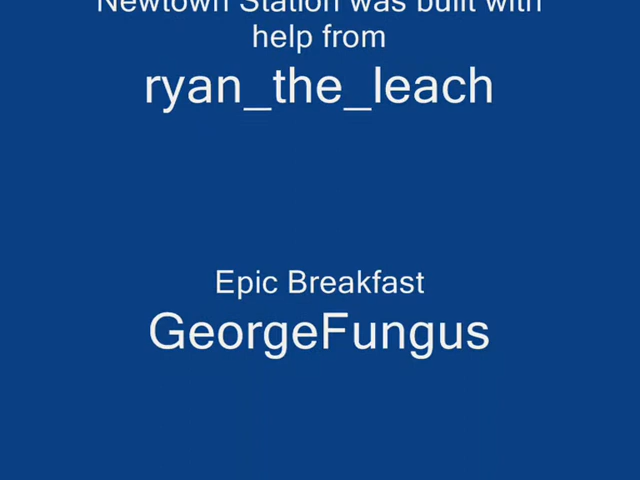 Newtown Station was built with
help from
ryan_the_leach
Epic Breakfast
GeorgeFungus